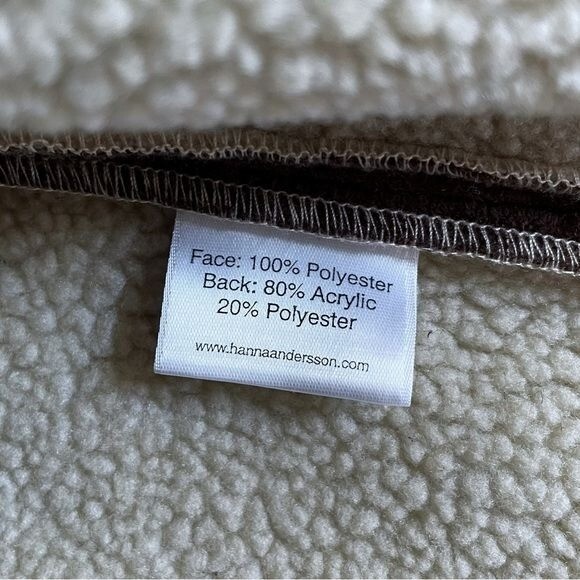 Face: 100% Polyester
Back: 80% Acrylic
20% Polyester
www.hannaandersson.com